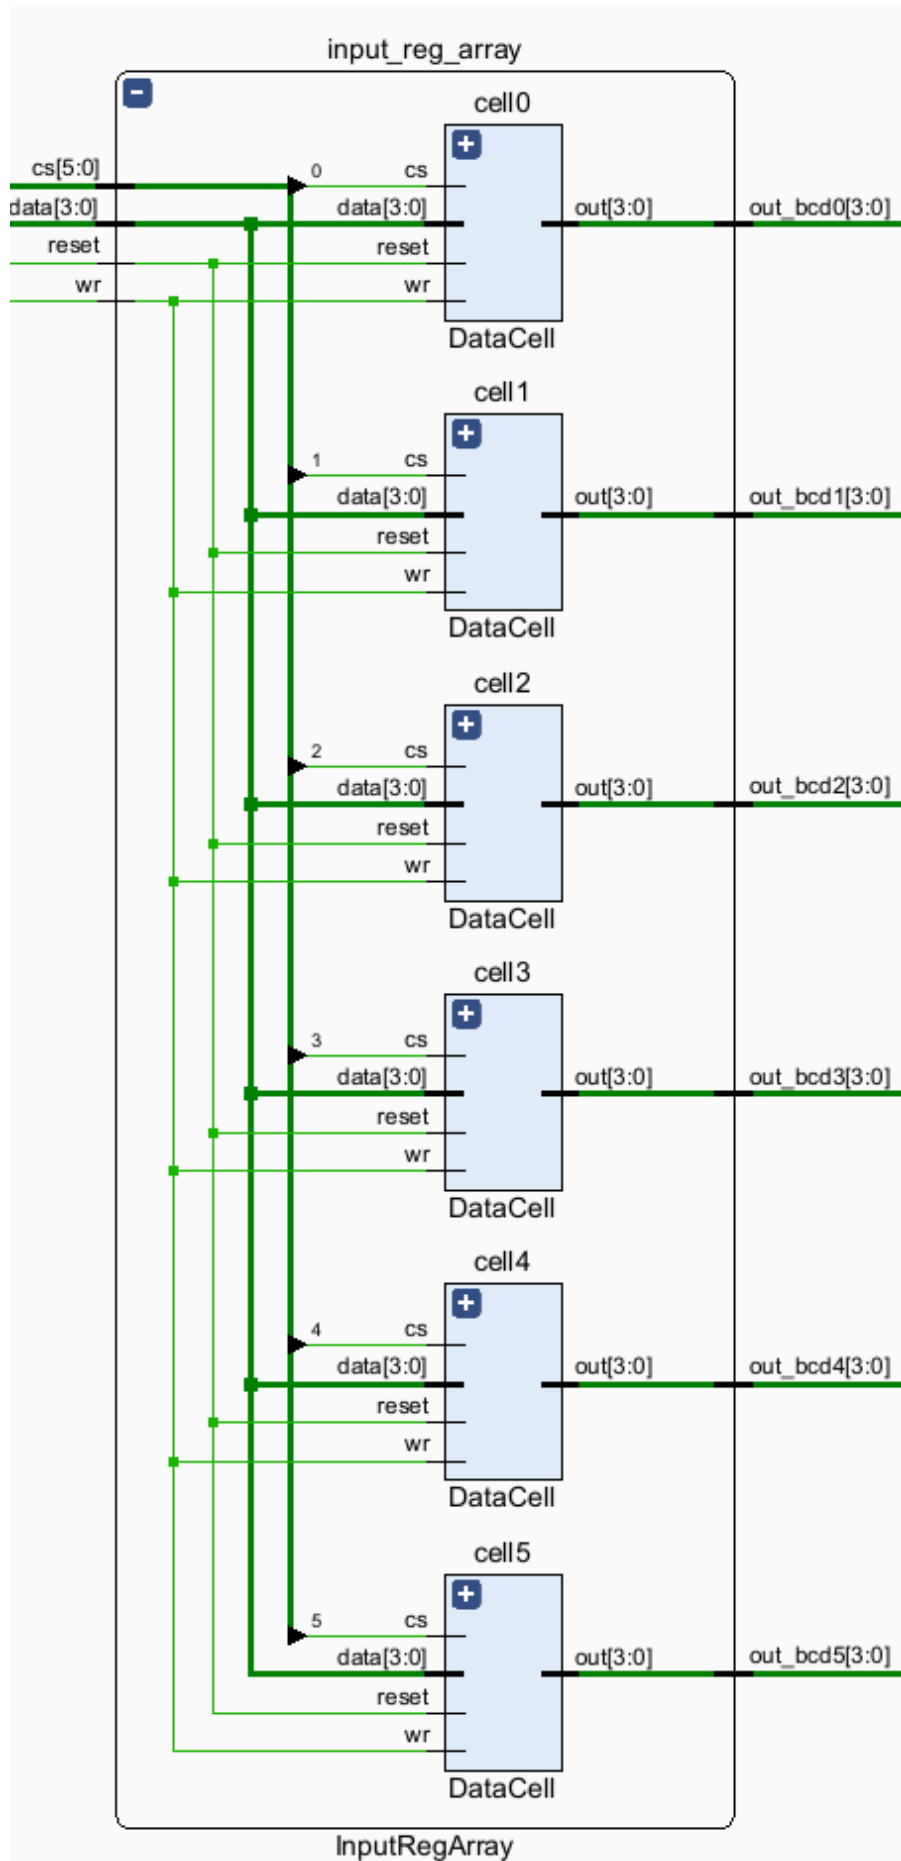 input_reg_array
cell0
cs[5:0] 0 cs
data[3:0] data[3:0] out[3:0] out_bcd0[3:0]
reset reset
wr wr
DataCell
cell1
1 cs
data[3:0] out[3:0] out_bcd1[3:0]
reset
wr
DataCell
cell2
2 cs
data[3:0] out[3:0] out_bcd2[3:0]
reset
wr
DataCell
cell3
3 cs
data[3:0] out[3:0] out_bcd3[3:0]
reset
wr
DataCell
cell4
4 cs
data[3:0] out[3:0] out_bcd4[3:0]
reset
wr
DataCell
cell5
5 cs
data[3:0] out[3:0] out_bcd5[3:0]
reset
wr
DataCell
InputRegArray